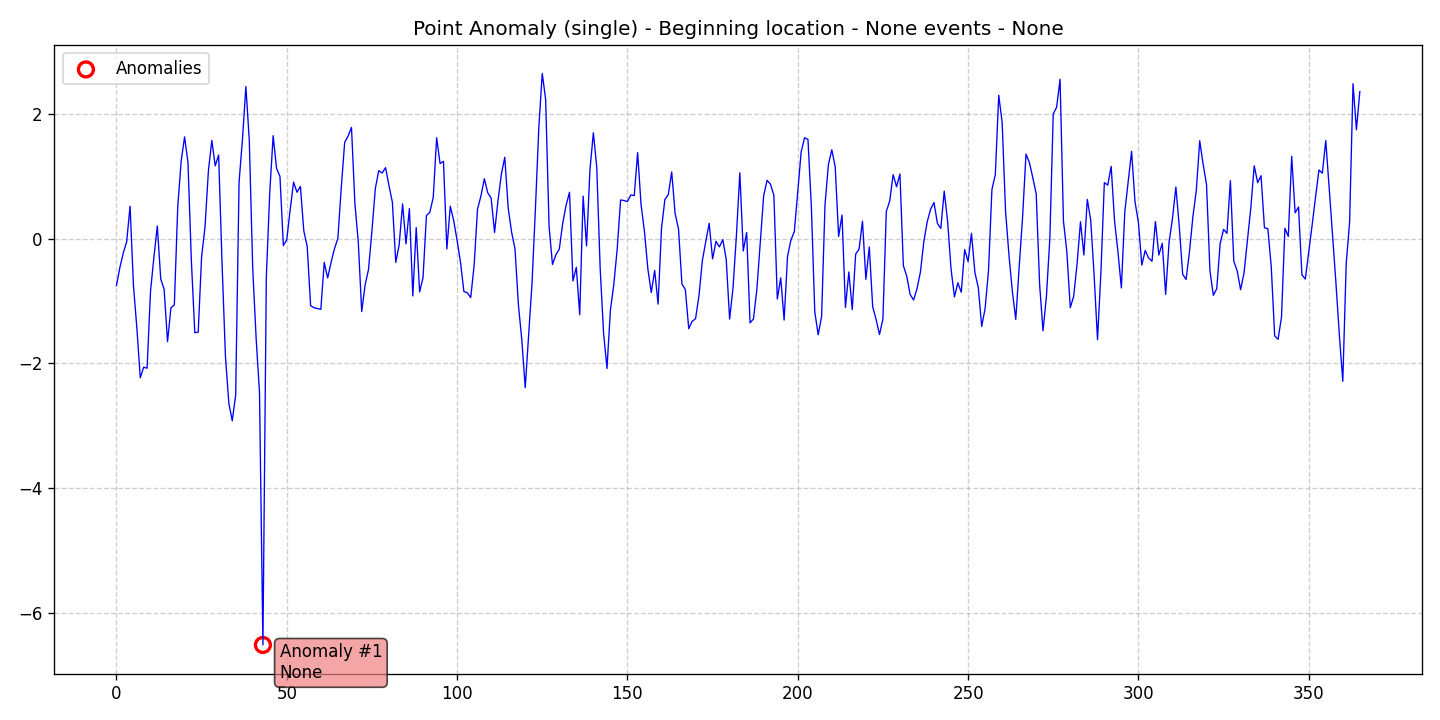 Point Anomaly (single) - Beginning location - None events - None
Anomalies
2
0
−2
−4
−6
Anomaly #1
None
0 50 100 150 200 250 300 350